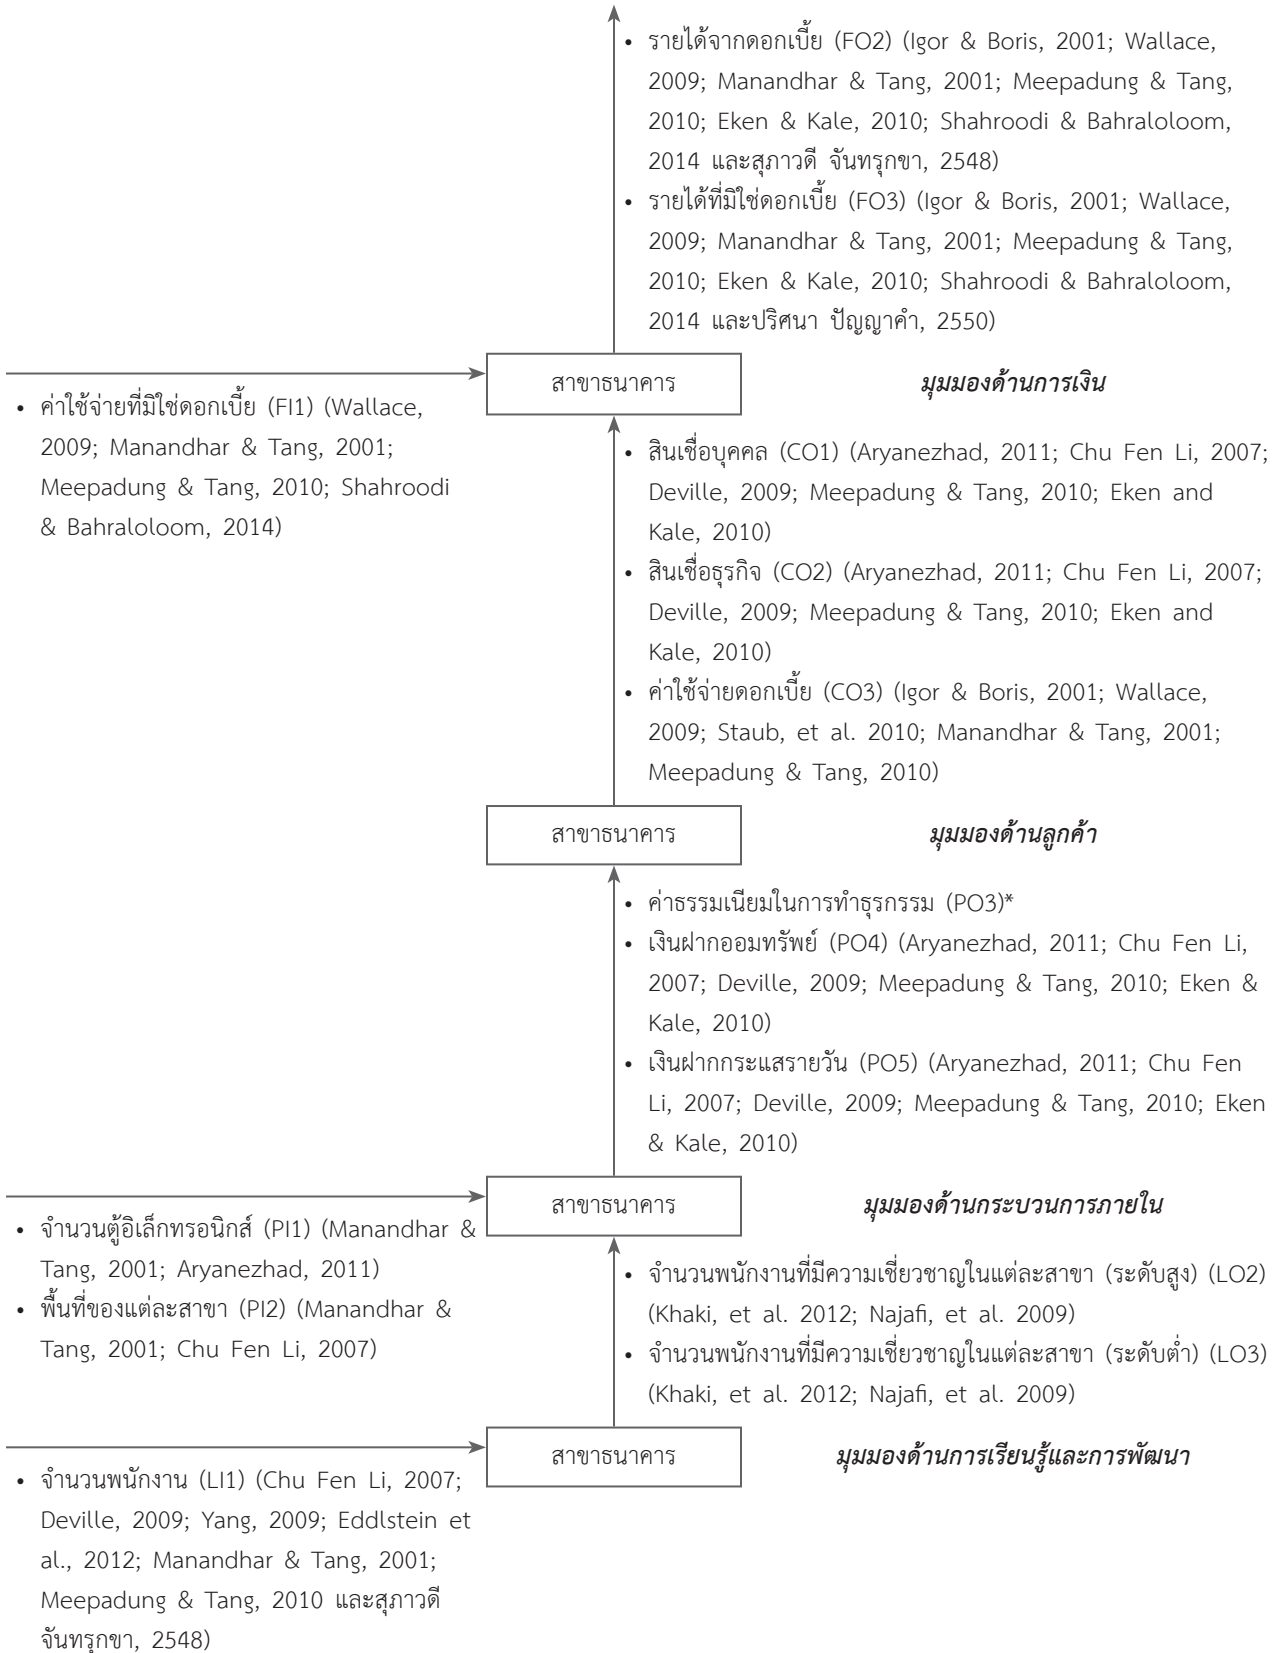 • รายได้จากดอกเบี้ย (FO2) (Igor & Boris, 2001; Wallace,
2009; Manandhar & Tang, 2001; Meepadung & Tang,
2010; Eken & Kale, 2010; Shahroodi & Bahraloloom,
2014 และสุภาวดี จันทรุกขา, 2548)
• รายได้ที่มิใช่ดอกเบี้ย (FO3) (Igor & Boris, 2001; Wallace,
2009; Manandhar & Tang, 2001; Meepadung & Tang,
2010; Eken & Kale, 2010; Shahroodi & Bahraloloom,
2014 และปริศนา ปัญญาคำ, 2550)
สาขาธนาคาร
มุมมองด้านการเงิน
• ค่าใช้จ่ายที่มิใช่ดอกเบี้ย (FI1) (Wallace,
2009; Manandhar & Tang, 2001;
Meepadung & Tang, 2010; Shahroodi
& Bahraloloom, 2014)
• สินเชื่อบุคคล (CO1) (Aryanezhad, 2011; Chu Fen Li, 2007;
Deville, 2009; Meepadung & Tang, 2010; Eken and
Kale, 2010)
• สินเชื่อธุรกิจ (CO2) (Aryanezhad, 2011; Chu Fen Li, 2007;
Deville, 2009; Meepadung & Tang, 2010; Eken and
Kale, 2010)
• ค่าใช้จ่ายดอกเบี้ย (CO3) (Igor & Boris, 2001; Wallace,
2009; Staub, et al. 2010; Manandhar & Tang, 2001;
Meepadung & Tang, 2010)
สาขาธนาคาร
มุมมองด้านลูกค้า
• ค่าธรรมเนียมในการทำธุรกรรม (PO3)*
• เงินฝากออมทรัพย์ (PO4) (Aryanezhad, 2011; Chu Fen Li,
2007; Deville, 2009; Meepadung & Tang, 2010; Eken &
Kale, 2010)
• เงินฝากกระแสรายวัน (PO5) (Aryanezhad, 2011; Chu Fen
Li, 2007; Deville, 2009; Meepadung & Tang, 2010; Eken
& Kale, 2010)
สาขาธนาคาร
มุมมองด้านกระบวนการภายใน
• จำนวนตู้อิเล็กทรอนิกส์ (PI1) (Manandhar &
Tang, 2001; Aryanezhad, 2011)
• พื้นที่ของแต่ละสาขา (PI2) (Manandhar &
Tang, 2001; Chu Fen Li, 2007)
• จำนวนพนักงานที่มีความเชี่ยวชาญในแต่ละสาขา (ระดับสูง) (LO2)
(Khaki, et al. 2012; Najafi, et al. 2009)
• จำนวนพนักงานที่มีความเชี่ยวชาญในแต่ละสาขา (ระดับต่ำ) (LO3)
(Khaki, et al. 2012; Najafi, et al. 2009)
สาขาธนาคาร
มุมมองด้านการเรียนรู้และการพัฒนา
• จำนวนพนักงาน (LI1) (Chu Fen Li, 2007;
Deville, 2009; Yang, 2009; Eddlstein et
al., 2012; Manandhar & Tang, 2001;
Meepadung & Tang, 2010 และสุภาวดี
จันทรุกขา, 2548)